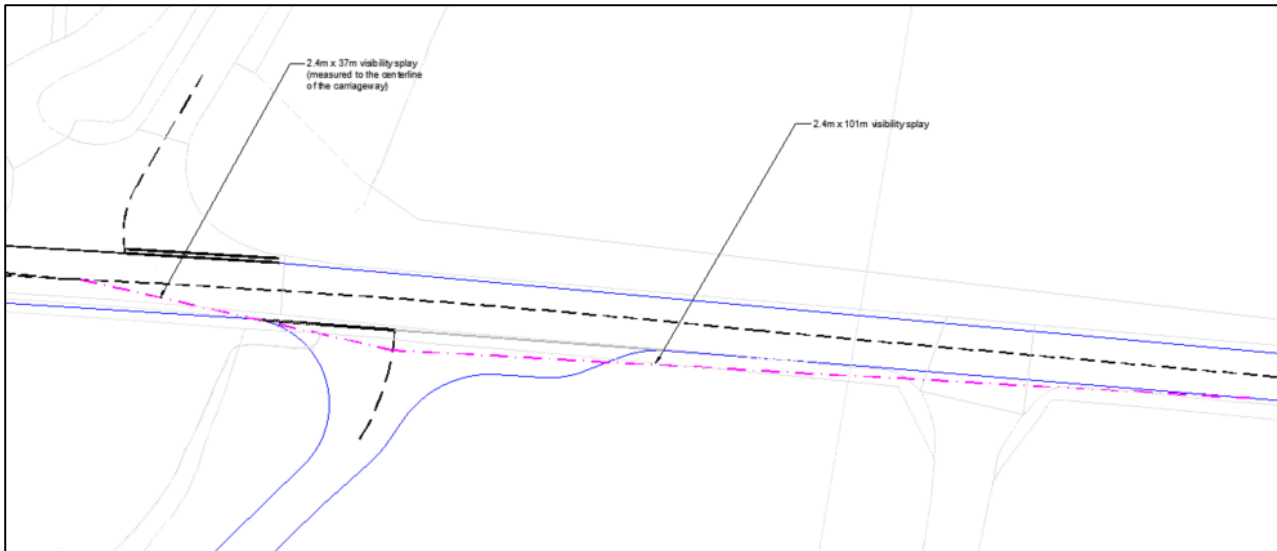 2.4m x 37m visibility splay
(measured to the centerline
of the carriageway)
2.4m x 101m visibility splay